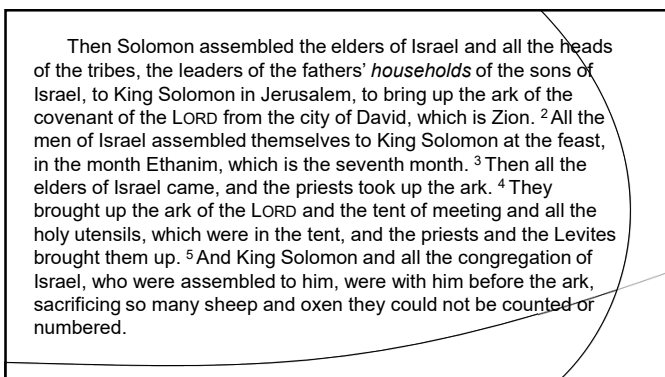 Then Solomon assembled the elders of Israel and all the heads
of the tribes, the leaders of the fathers’ households of the sons of
Israel, to King Solomon in Jerusalem, to bring up the ark of the
covenant of the LORD from the city of David, which is Zion. ² All the
men of Israel assembled themselves to King Solomon at the feast,
in the month Ethanim, which is the seventh month. ³ Then all the
elders of Israel came, and the priests took up the ark. ⁴ They
brought up the ark of the LORD and the tent of meeting and all the
holy utensils, which were in the tent, and the priests and the Levites
brought them up. ⁵ And King Solomon and all the congregation of
Israel, who were assembled to him, were with him before the ark,
sacrificing so many sheep and oxen they could not be counted or
numbered.